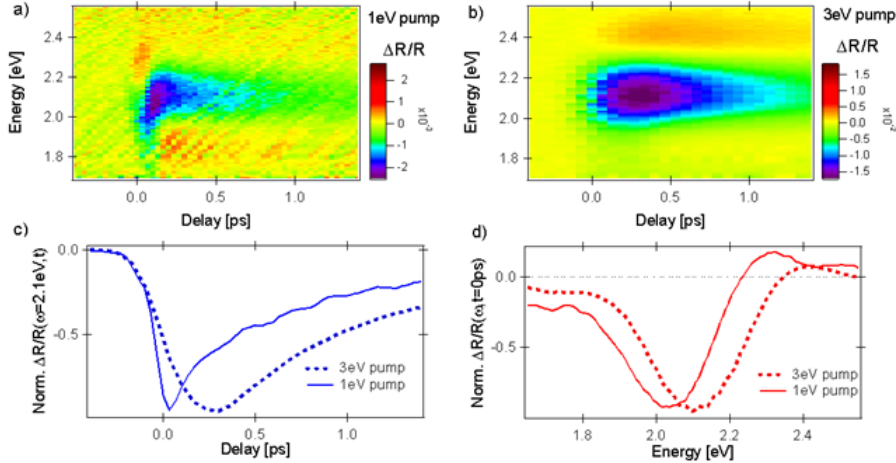 a)
1eV pump
ΔR/R
Energy [eV]
2.4
2.2
2.0
1.8
0.0
0.5
1.0
Delay [ps]
2
1
0
-1
-2
x10⁻³
b)
3eV pump
ΔR/R
Energy [eV]
2.4
2.2
2.0
1.8
0.0
0.5
1.0
Delay [ps]
1.5
1.0
0.5
0.0
-0.5
-1.0
-1.5
x10⁻²
c)
Norm. ΔR/R(ω=2.1eV,t)
0.0
-0.5
3eV pump
1eV pump
0.0
0.5
1.0
Delay [ps]
d)
Norm. ΔR/R(ω,t=0ps)
0.0
-0.5
3eV pump
1eV pump
1.8
2.0
2.2
2.4
Energy [eV]